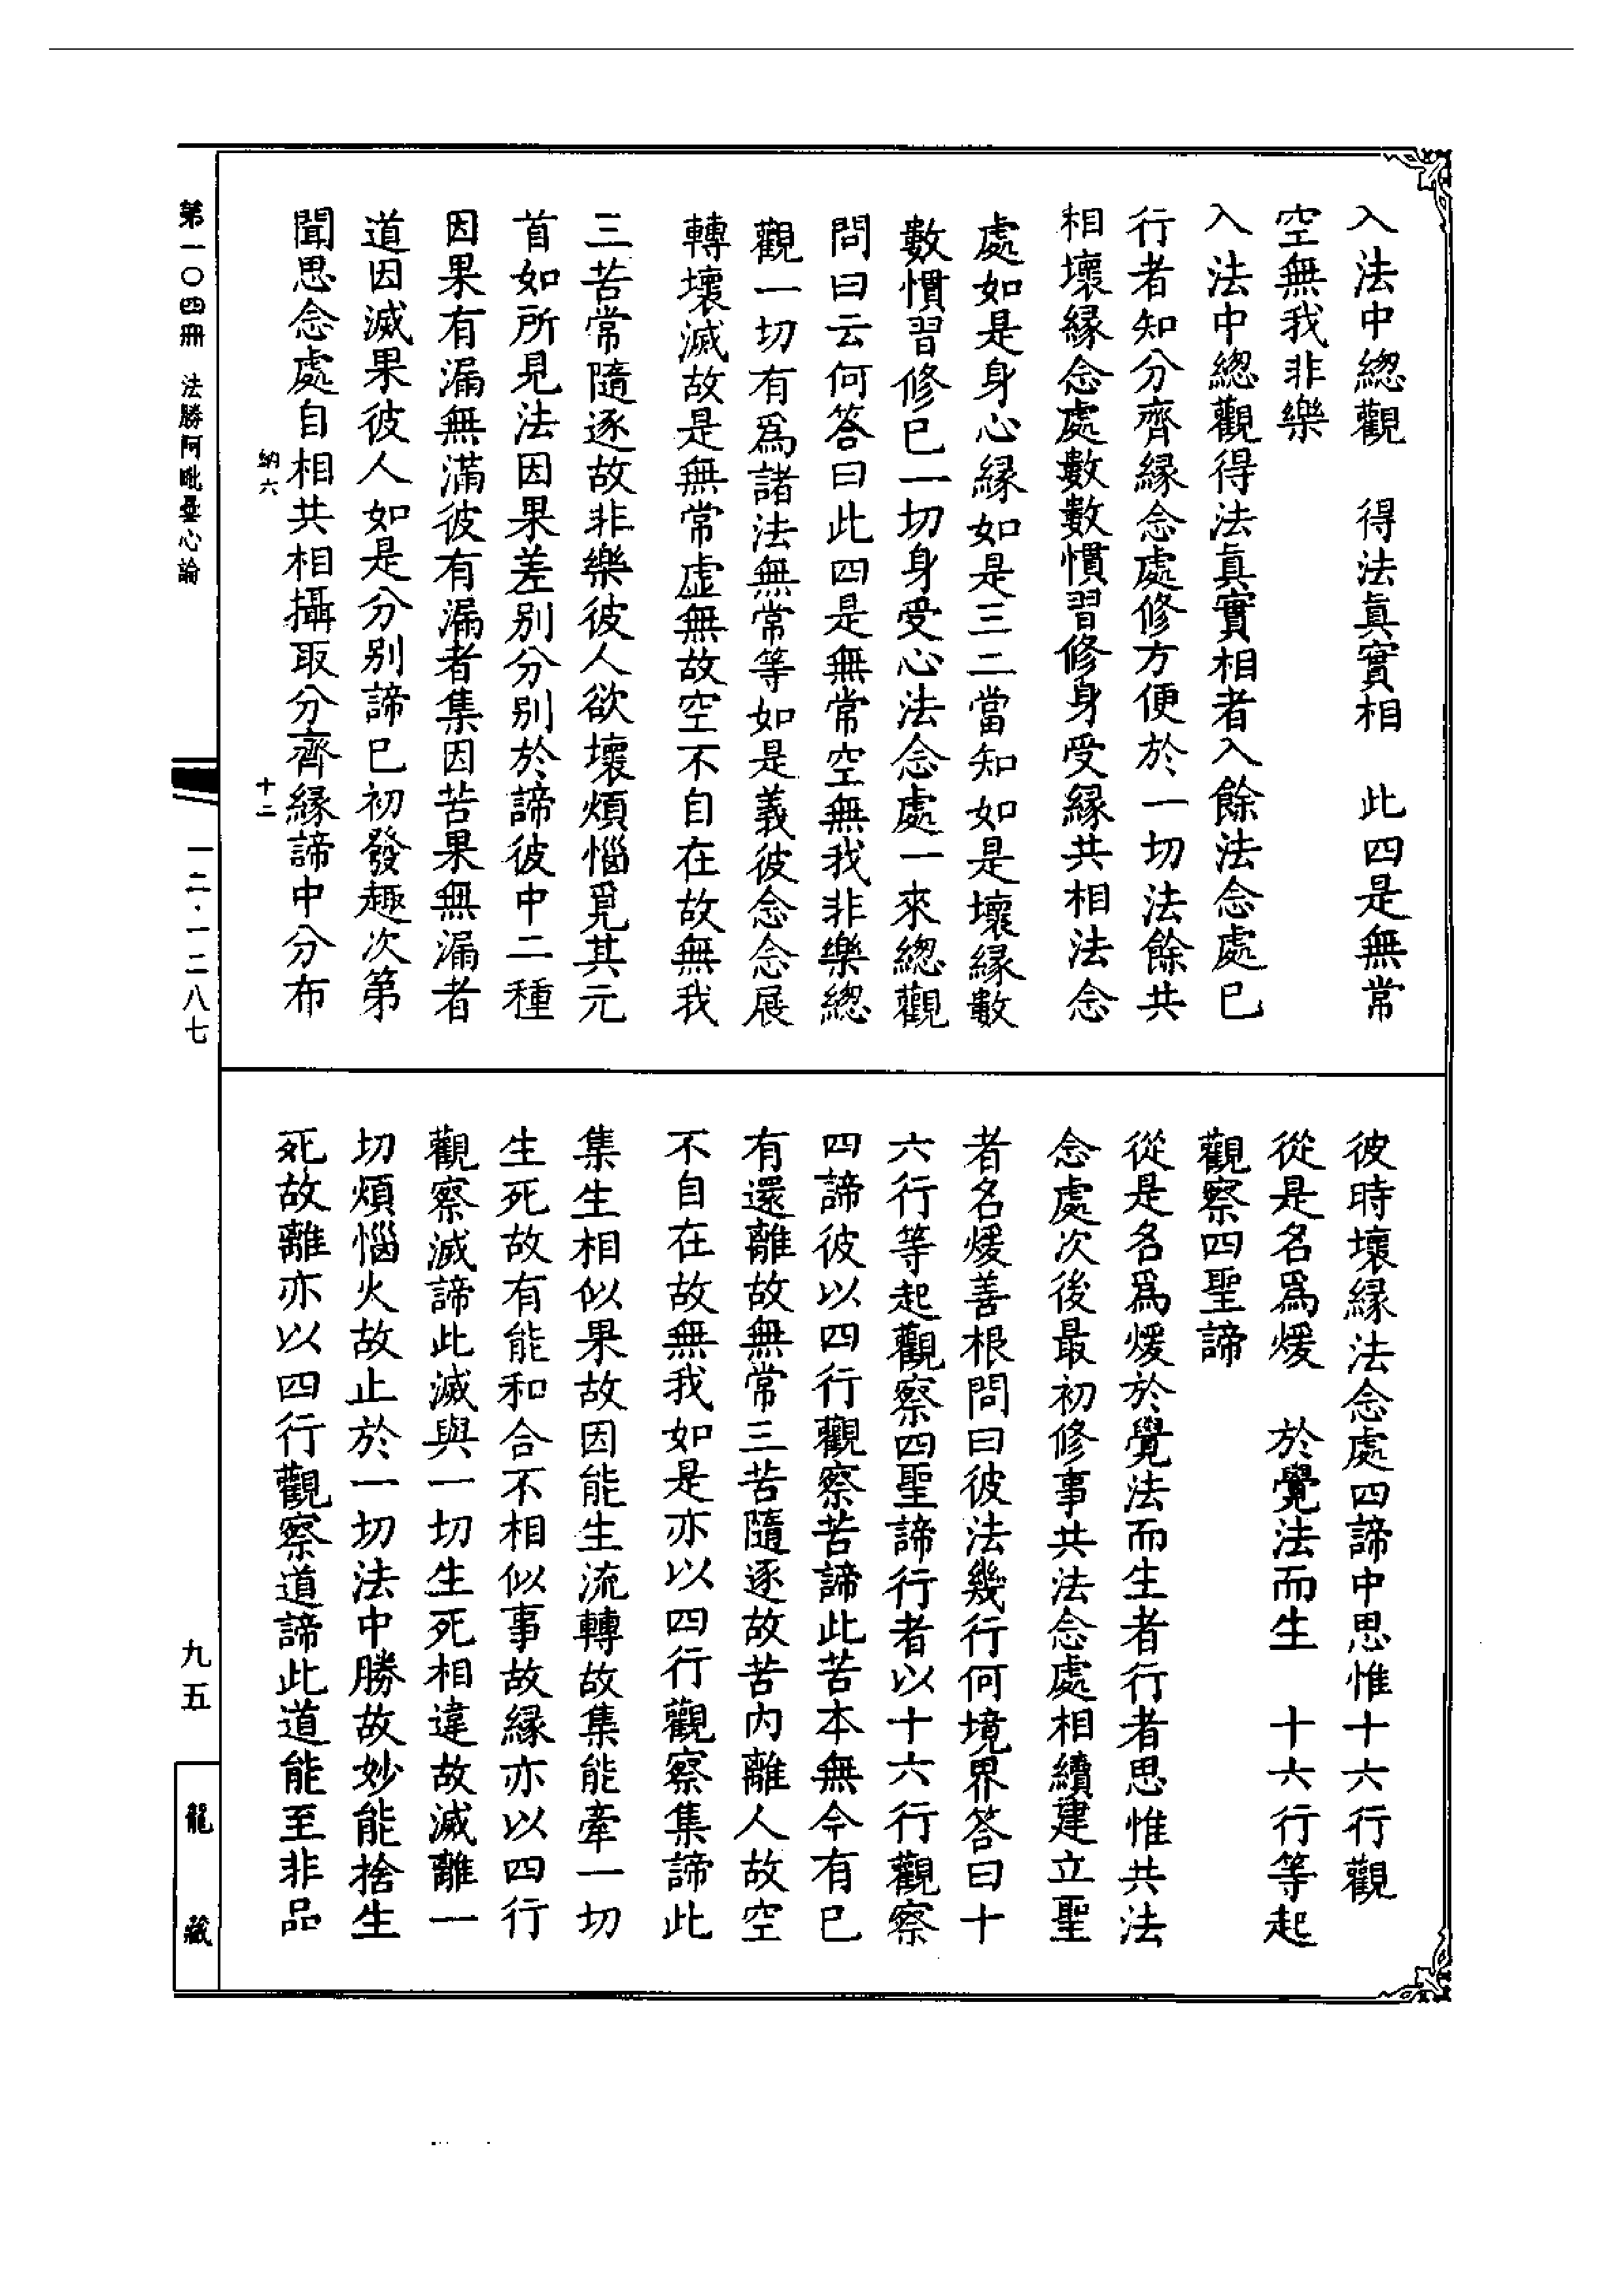 入法中總觀　得法真實相　此四是無常
空無我非樂
入法中總觀得法真實相者入餘法念處已
行者知分齊緣念處修方便於一切法餘共
相壞緣念處數數慣習修身受緣共相法念
處如是身心緣如是三二當知如是壞緣數
數慣習修已一切身受心法念處一來總觀
問曰云何答曰此四是無常空無我非樂總
觀一切有爲諸法無常等如是義彼念念展
轉壞滅故是無常虛無故空不自在故無我
三苦常隨逐故非樂彼人欲壞煩惱覓其元
首如所見法因果差別分別於諦彼中二種
因果有漏無滿彼有漏者集因苦果無漏者
道因滅果彼人如是分別諦已初發趣次第
聞思念處自相共相攝取分齊緣諦中分布
納六
十二
彼時壞緣法念處四諦中思惟十六行觀
從是名爲煖　於覺法而生　十六行等起
觀察四聖諦
從是名爲煖於覺法而生者行者思惟共法
念處次後最初修事共法念處相續建立聖
者名煖善根問曰彼法幾行何境界答曰十
六行等起觀察四聖諦行者以十六行觀察
四諦彼以四行觀察苦諦此苦本無今有已
有還離故無常三苦隨逐故苦內離人故空
不自在故無我如是亦以四行觀察集諦此
集生相似果故因能生流轉故集能牽一切
生死故有能和合不相似事故緣亦以四行
觀察滅諦此滅與一切生死相違故滅離一
切煩惱火故止於一切法中勝故妙能捨生
死故離亦以四行觀察道諦此道能至非品
第一〇四冊　法勝阿毗曇心論
一二·一二八七
九五
龍藏